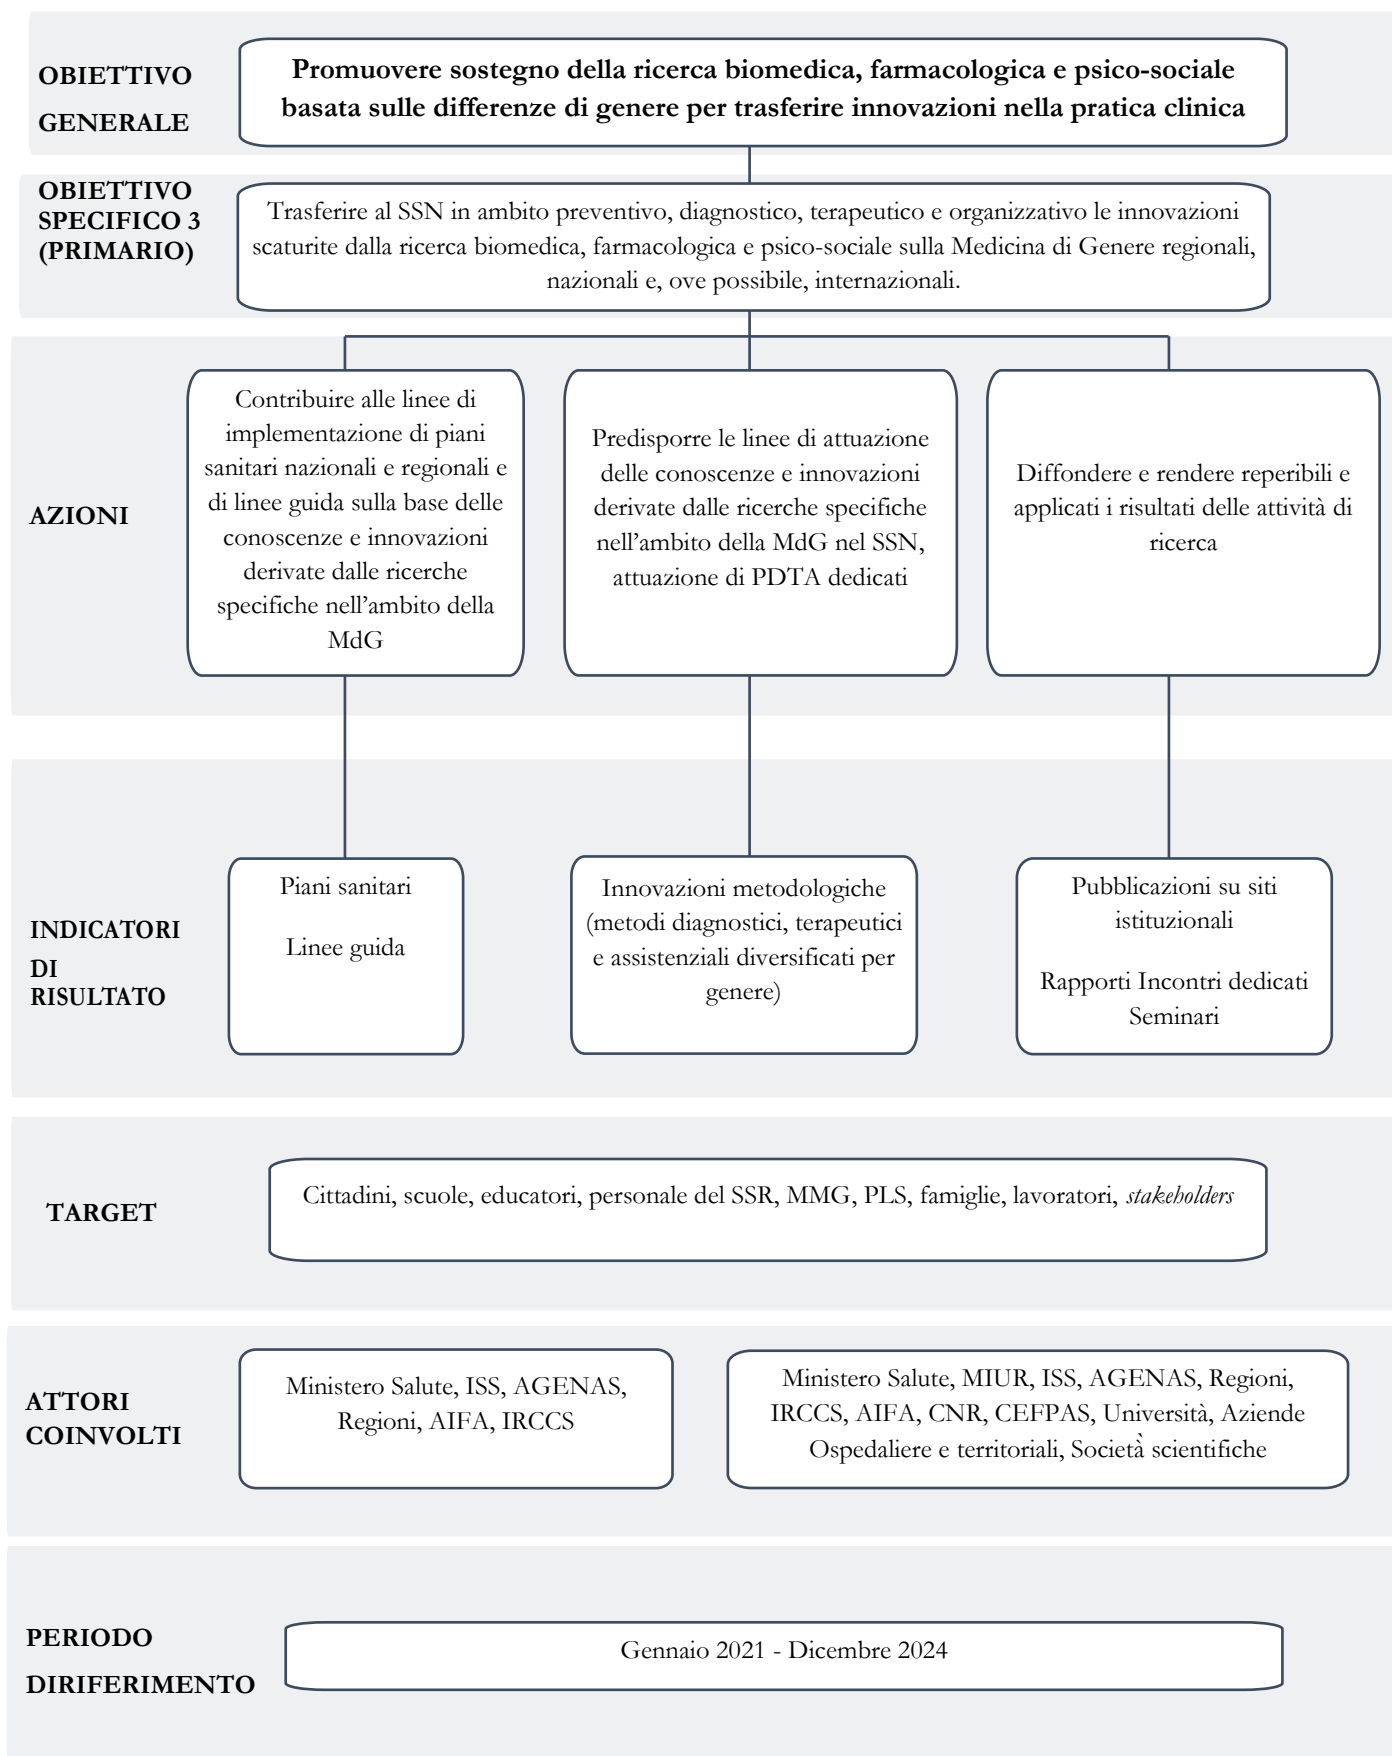 OBIETTIVO
GENERALE
Promuovere sostegno della ricerca biomedica, farmacologica e psico-sociale
basata sulle differenze di genere per trasferire innovazioni nella pratica clinica
OBIETTIVO
SPECIFICO 3
(PRIMARIO)
Trasferire al SSN in ambito preventivo, diagnostico, terapeutico e organizzativo le innovazioni
scaturite dalla ricerca biomedica, farmacologica e psico-sociale sulla Medicina di Genere regionali,
nazionali e, ove possibile, internazionali.
AZIONI
Contribuire alle linee di
implementazione di piani
sanitari nazionali e regionali e
di linee guida sulla base delle
conoscenze e innovazioni
derivate dalle ricerche
specifiche nell'ambito della
MdG
Predisporre le linee di attuazione
delle conoscenze e innovazioni
derivate dalle ricerche specifiche
nell'ambito della MdG nel SSN,
attuazione di PDTA dedicati
Diffondere e rendere reperibili e
applicati i risultati delle attività di
ricerca
INDICATORI
DI
RISULTATO
Piani sanitari
Linee guida
Innovazioni metodologiche
(metodi diagnostici, terapeutici
e assistenziali diversificati per
genere)
Pubblicazioni su siti
istituzionali
Rapporti Incontri dedicati
Seminari
TARGET
Cittadini, scuole, educatori, personale del SSR, MMG, PLS, famiglie, lavoratori, stakeholders
ATTORI
COINVOLTI
Ministero Salute, ISS, AGENAS,
Regioni, AIFA, IRCCS
Ministero Salute, MIUR, ISS, AGENAS, Regioni,
IRCCS, AIFA, CNR, CEFPAS, Università, Aziende
Ospedaliere e territoriali, Società̀ scientifiche
PERIODO
DIRIFERIMENTO
Gennaio 2021 - Dicembre 2024